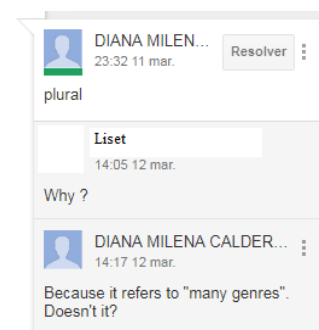 DIANA MILEN...
Resolver
23:32 11 mar.
plural
Liset
14:05 12 mar.
Why ?
DIANA MILENA CALDER...
14:17 12 mar.
Because it refers to "many genres".
Doesn't it?